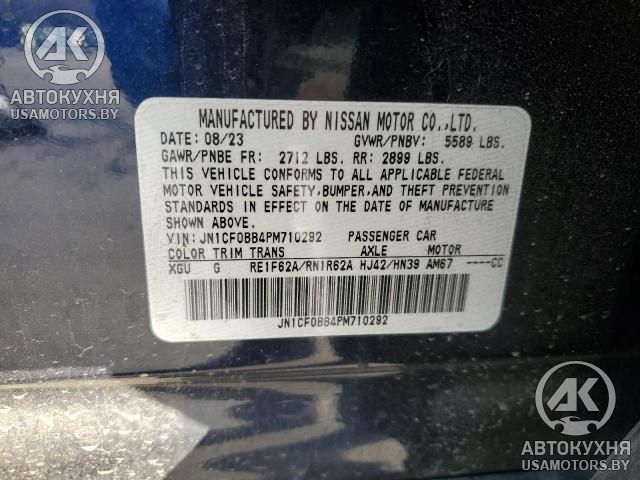 AK
АВТОКУХНЯ
USAMOTORS.BY
MANUFACTURED BY NISSAN MOTOR CO.,LTD.
DATE: 08/23 GVWR/PNBV: 5589 LBS.
GAWR/PNBE FR: 2712 LBS. RR: 2899 LBS.
THIS VEHICLE CONFORMS TO ALL APPLICABLE FEDERAL
MOTOR VEHICLE SAFETY,BUMPER,AND THEFT PREVENTION
STANDARDS IN EFFECT ON THE DATE OF MANUFACTURE
SHOWN ABOVE.
VIN: JN1CF0BB4PM710292 PASSENGER CAR
COLOR TRIM TRANS AXLE MOTOR
XGU G RE1F62A/RN1R62A HJ42/HN39 AM67 ----CC
JN1CF0BB4PM710292
AK
АВТОКУХНЯ
USAMOTORS.BY